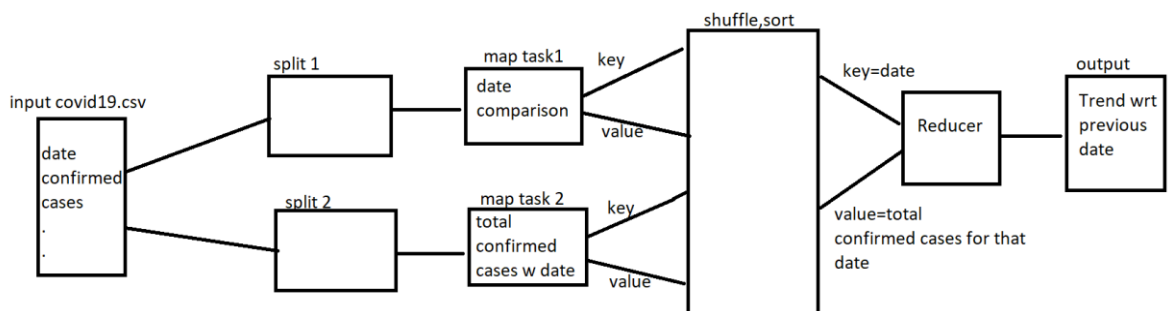 input covid19.csv
date
confirmed
cases
.
.
split 1
split 2
map task1
date
comparison
map task 2
total
confirmed
cases w date
key
value
key
value
shuffle,sort
key=date
value=total
confirmed cases for that
date
Reducer
output
Trend wrt
previous
date